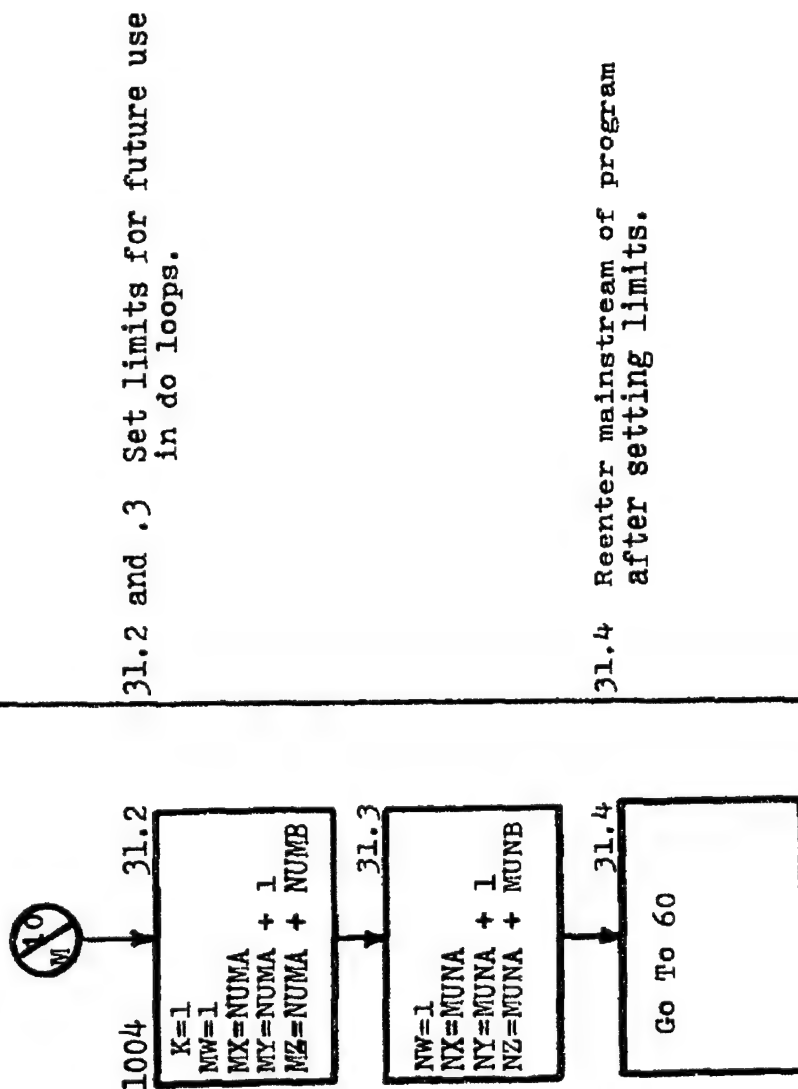 40
M
1004
31.2
K=1
MW=1
MX=NUMA
MY=NUMA + 1
MZ=NUMA + NUMB
31.3
NW=1
NX=MUNA
NY=MUNA + 1
NZ=MUNA + MUNB
31.4
Go To 60
31.2 and .3 Set limits for future use
in do loops.
31.4 Reenter mainstream of program
after setting limits.